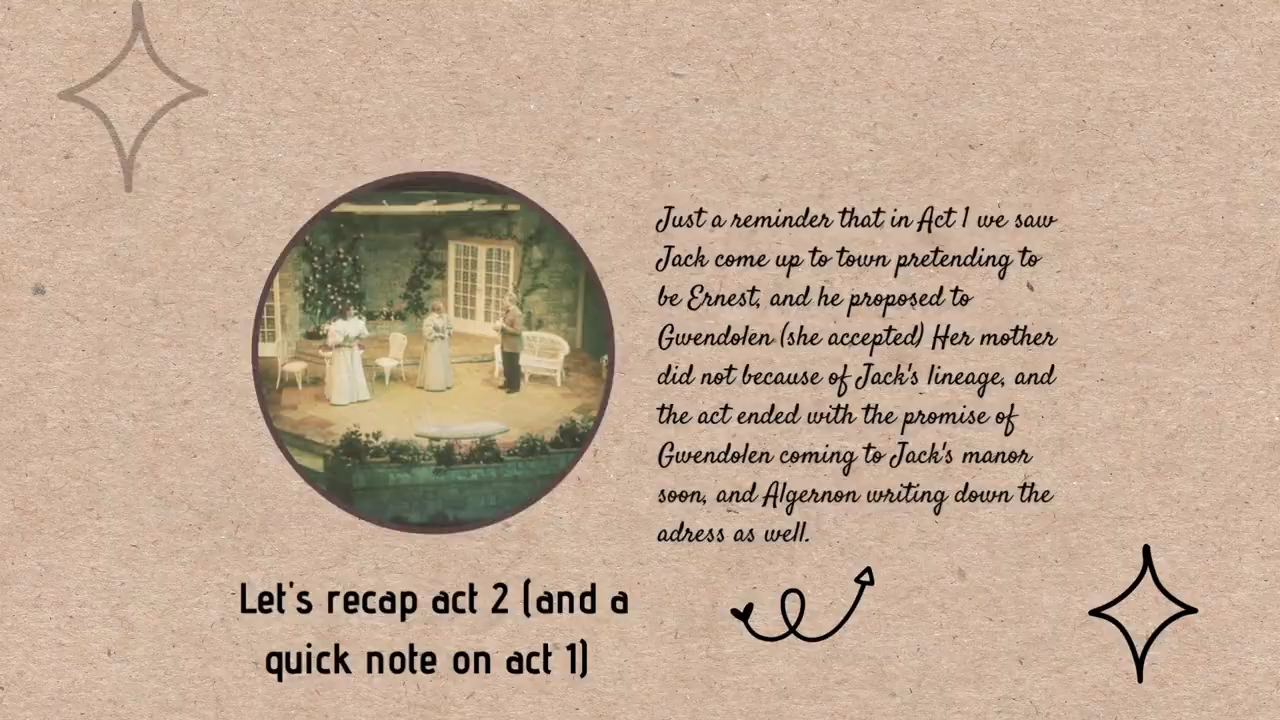 Just a reminder that in Act 1 we saw
Jack come up to town pretending to
be Ernest, and he proposed to
Gwendolen (she accepted) Her mother
did not because of Jack's lineage, and
the act ended with the promise of
Gwendolen coming to Jack's manor
soon, and Algernon writing down the
adress as well.
Let's recap act 2 (and a
quick note on act 1)